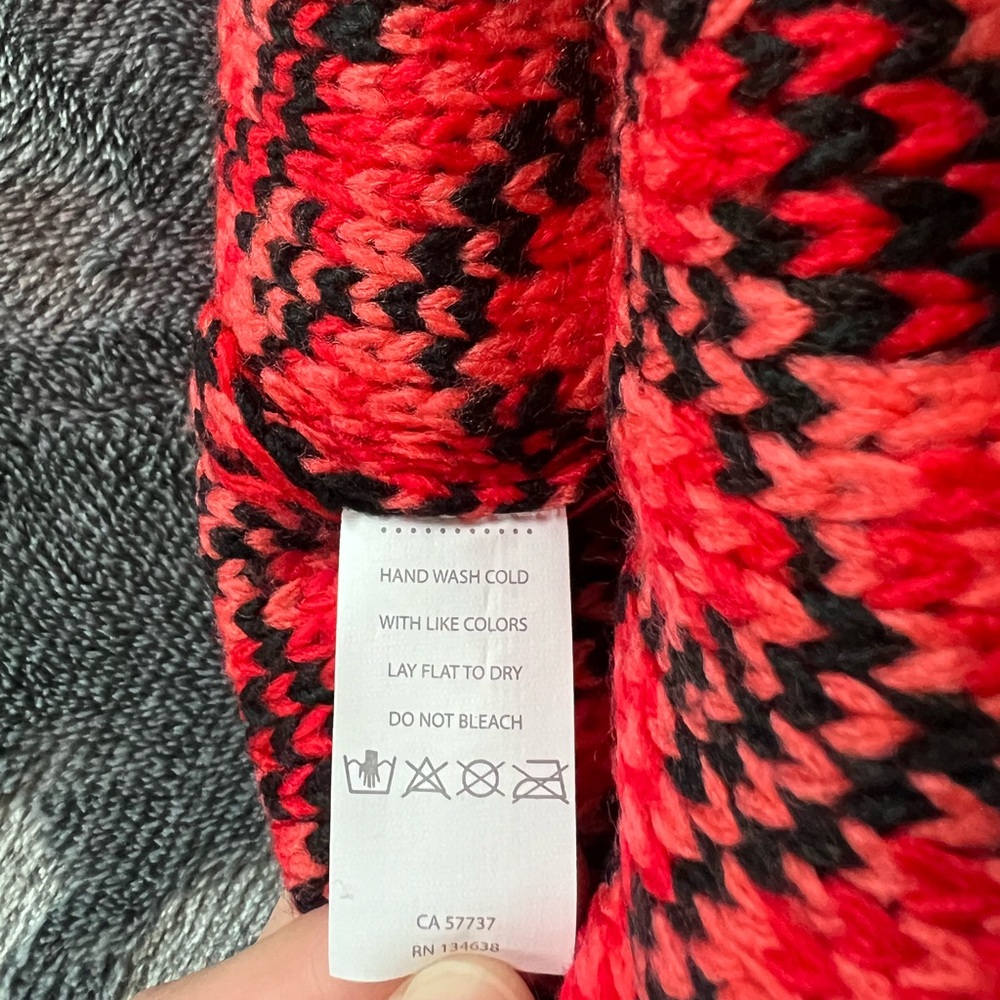 HAND WASH COLD
WITH LIKE COLORS
LAY FLAT TO DRY
DO NOT BLEACH
CA 57737
RN 134638